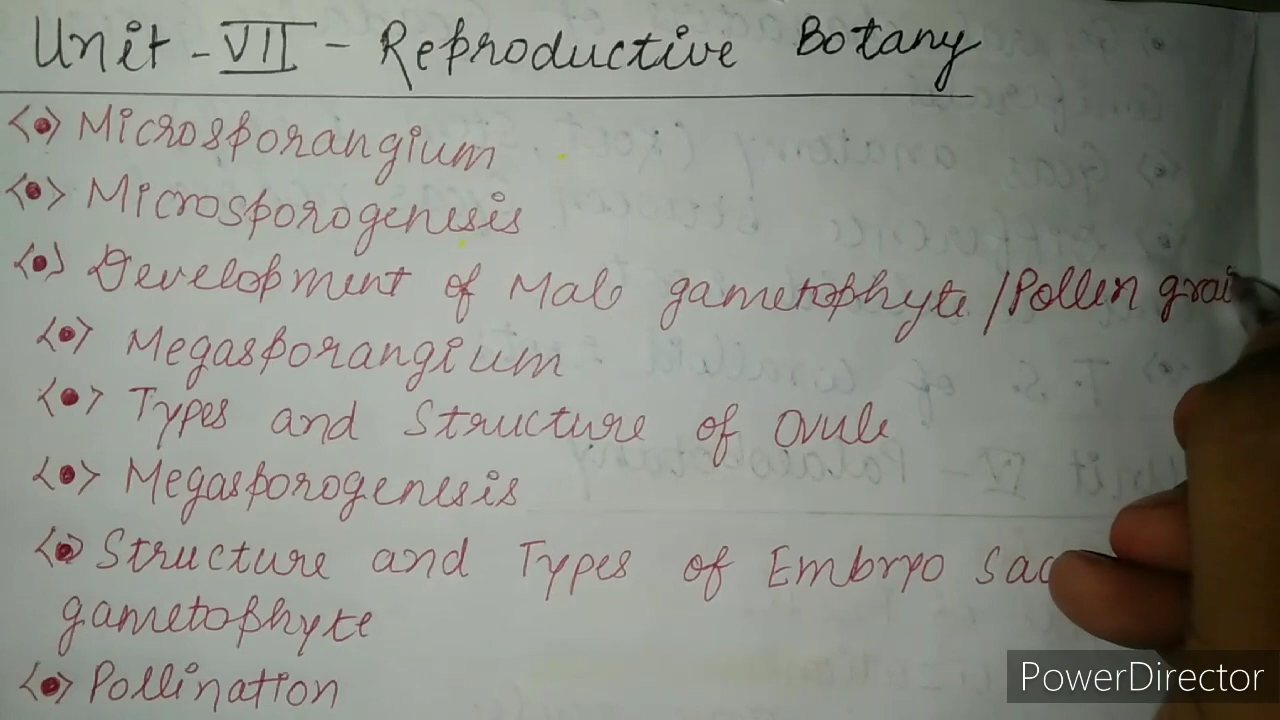 Unit - VII - Reproductive Botany
Microsporangium
Microsporogenesis
Development of Male gametophyte / Pollen grai
Megasporangium
Types and Structure of Ovule
Megasporogenesis
Structure and Types of Embryo Sac
gametophyte
Pollination
PowerDirector